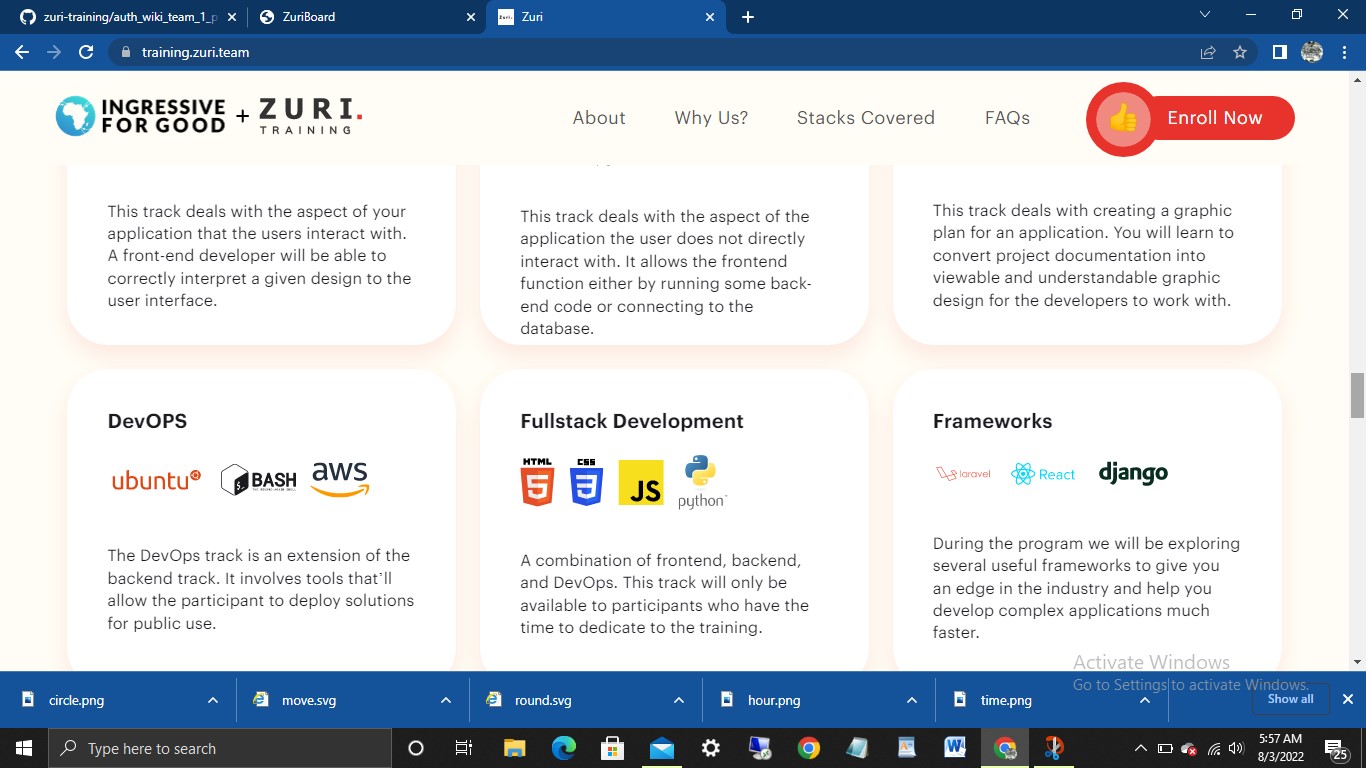 zuri-training/auth_wiki_team_1_p
ZuriBoard
Zuri
training.zuri.team
INGRESSIVE
FOR GOOD
+
ZURI.
TRAINING
About
Why Us?
Stacks Covered
FAQs
Enroll Now
This track deals with the aspect of your
application that the users interact with.
A front-end developer will be able to
correctly interpret a given design to the
user interface.
This track deals with the aspect of the
application the user does not directly
interact with. It allows the frontend
function either by running some back-
end code or connecting to the
database.
This track deals with creating a graphic
plan for an application. You will learn to
convert project documentation into
viewable and understandable graphic
design for the developers to work with.
DevOPS
ubuntu
BASH
aws
The DevOps track is an extension of the
backend track. It involves tools that'll
allow the participant to deploy solutions
for public use.
Fullstack Development
HTML
5
CSS
3
JS
python
A combination of frontend, backend,
and DevOps. This track will only be
available to participants who have the
time to dedicate to the training.
Frameworks
laravel
React
django
During the program we will be exploring
several useful frameworks to give you
an edge in the industry and help you
develop complex applications much
faster.
Activate Windows
Go to Settings to activate Windows.
circle.png
move.svg
round.svg
hour.png
time.png
Show all
Type here to search
5:57 AM
8/3/2022
25